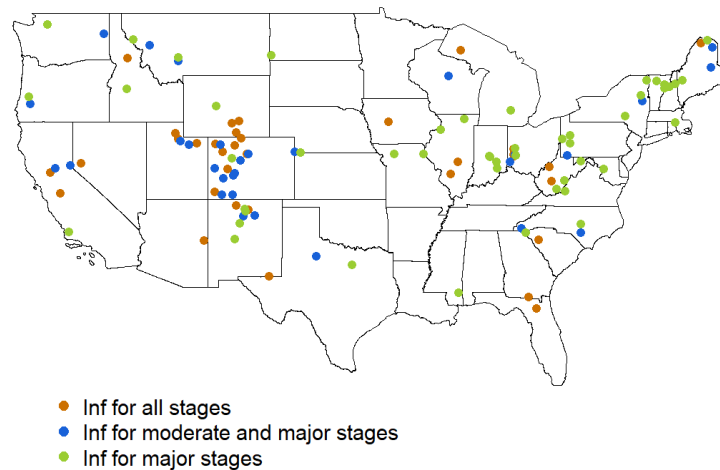 Inf for all stages
Inf for moderate and major stages
Inf for major stages